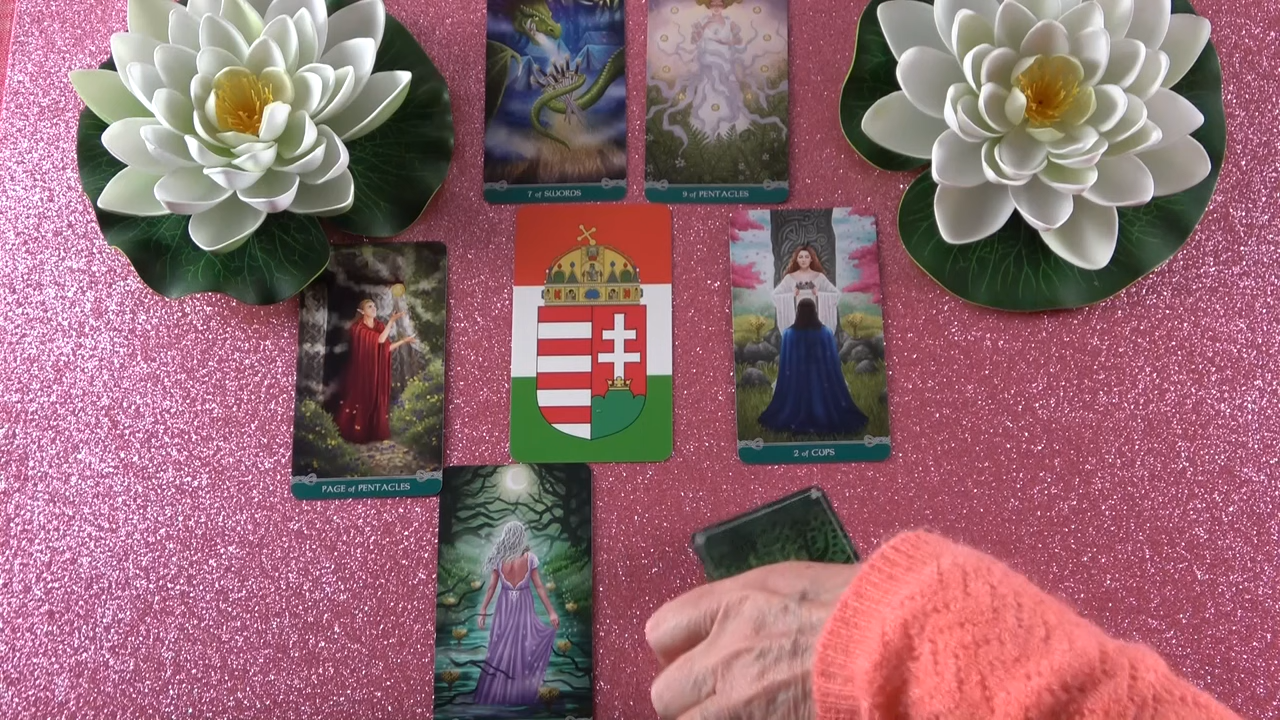 7 of SWORDS
9 of PENTACLES
2 of CUPS
PAGE of PENTACLES